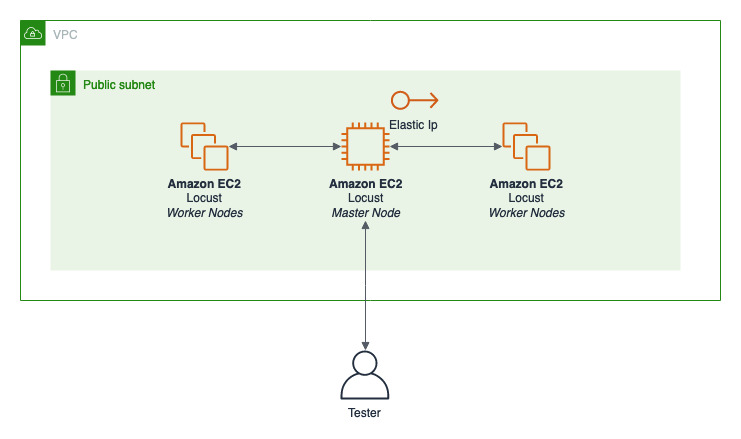 VPC
Public subnet
Elastic Ip
Amazon EC2
Locust
Worker Nodes
Amazon EC2
Locust
Master Node
Amazon EC2
Locust
Worker Nodes
Tester